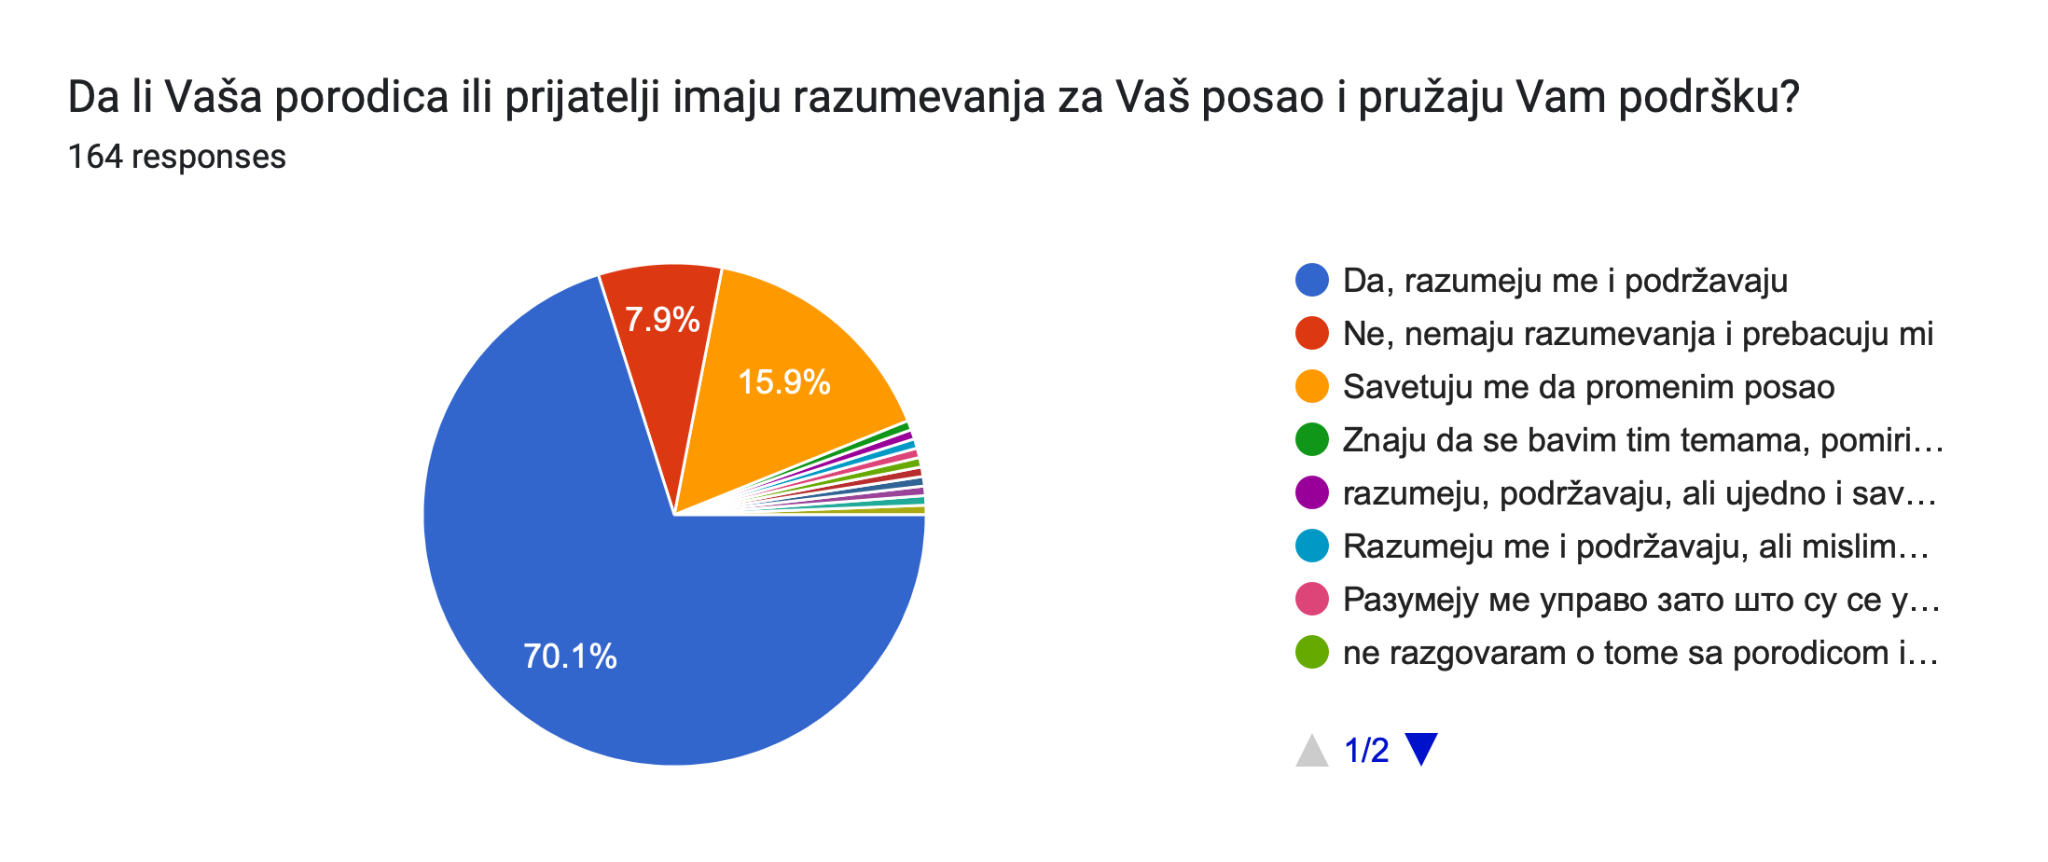 Da li Vaša porodica ili prijatelji imaju razumevanja za Vaš posao i pružaju Vam podršku?
164 responses
7.9%
15.9%
70.1%
Da, razumeju me i podržavaju
Ne, nemaju razumevanja i prebacuju mi
Savetuju me da promenim posao
Znaju da se bavim tim temama, pomiri…
razumeju, podržavaju, ali ujedno i sav…
Razumeju me i podržavaju, ali mislim…
Разумеју ме управо зато што су се у…
ne razgovaram o tome sa porodicom i…
1/2